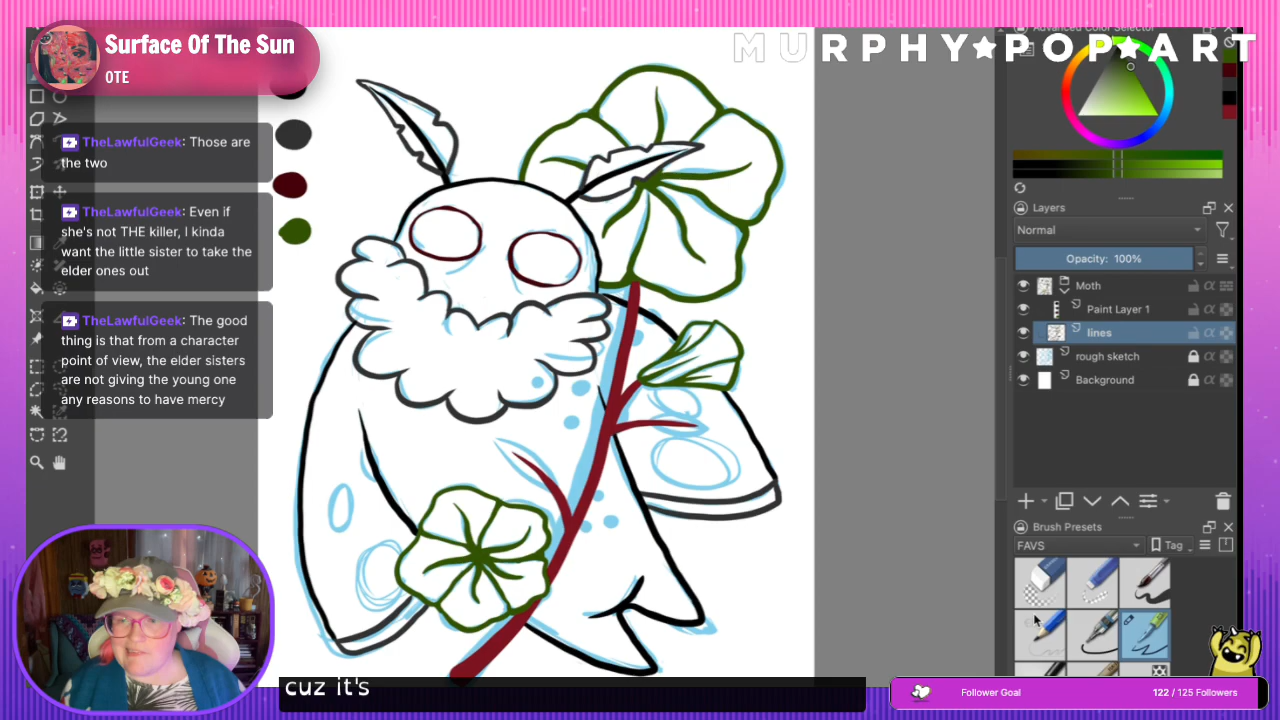 Surface Of The Sun
OTE
MURPHY★POP★ART
TheLawfulGeek: Those are
the two
TheLawfulGeek: Even if
she's not THE killer, I kinda
want the little sister to take the
elder ones out
TheLawfulGeek: The good
thing is that from a character
point of view, the elder sisters
are not giving the young one
any reasons to have mercy
Advanced Color Selector
Layers
Normal
Opacity: 100%
Moth
Paint Layer 1
lines
rough sketch
Background
Brush Presets
FAVS
Tag
cuz it's
Follower Goal
122 / 125 Followers